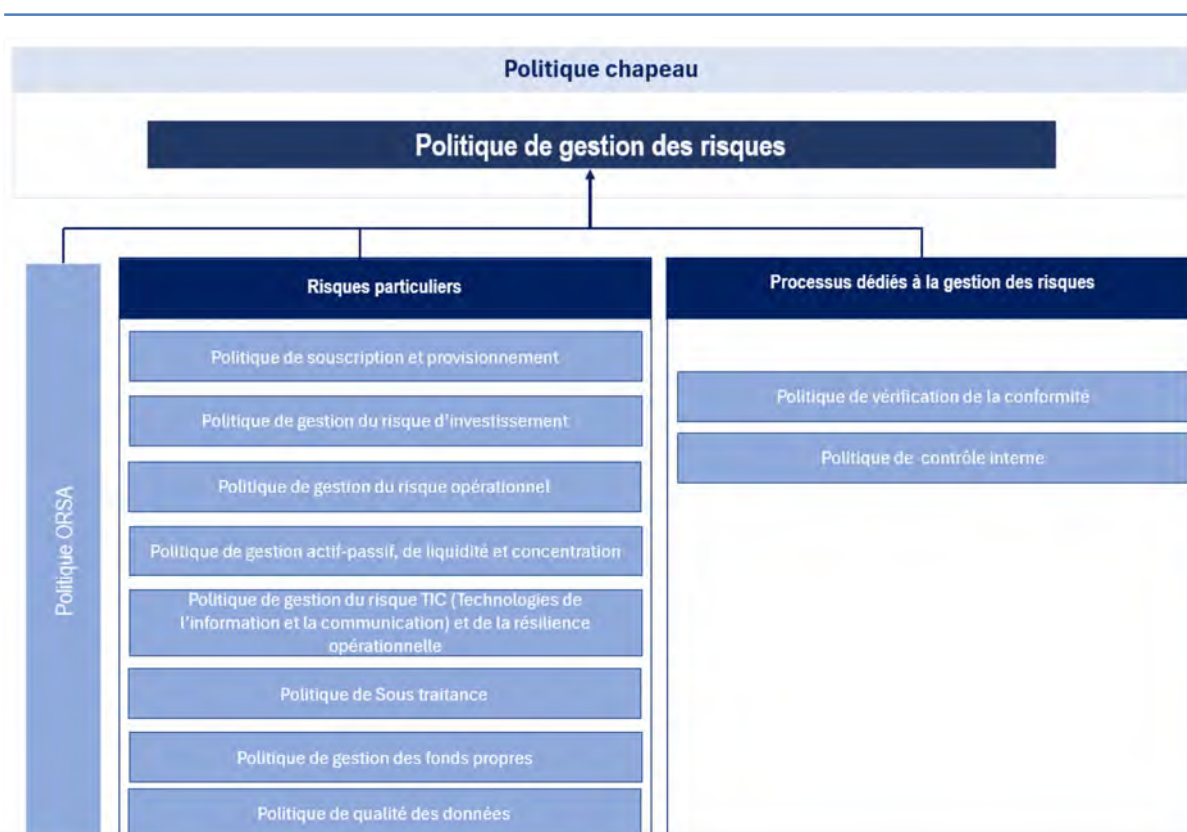 Politique chapeau
Politique de gestion des risques
Politique ORSA
Risques particuliers
Politique de souscription et provisionnement
Politique de gestion du risque d'investissement
Politique de gestion du risque opérationnel
Politique de gestion actif-passif, de liquidité et concentration
Politique de gestion du risque TIC (Technologies de
l'information et la communication) et de la résilience
opérationnelle
Politique de Sous traitance
Politique de gestion des fonds propres
Politique de qualité des données
Processus dédiés à la gestion des risques
Politique de vérification de la conformité
Politique de contrôle interne